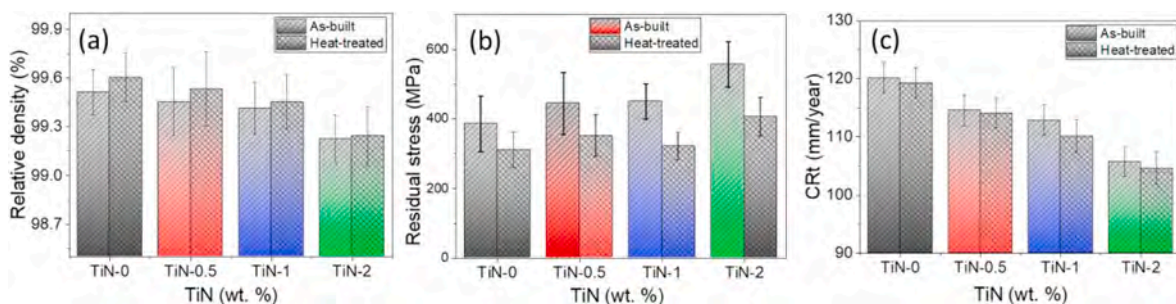 (a)
As-built
Heat-treated
Relative density (%)
99.9
99.6
99.3
99.0
98.7
TiN-0 TiN-0.5 TiN-1 TiN-2
TiN (wt. %)
(b)
As-built
Heat-treated
Residual stress (MPa)
600
400
200
0
TiN-0 TiN-0.5 TiN-1 TiN-2
TiN (wt. %)
(c)
As-built
Heat-treated
CRt (mm/year)
130
120
110
100
90
TiN-0 TiN-0.5 TiN-1 TiN-2
TiN (wt. %)